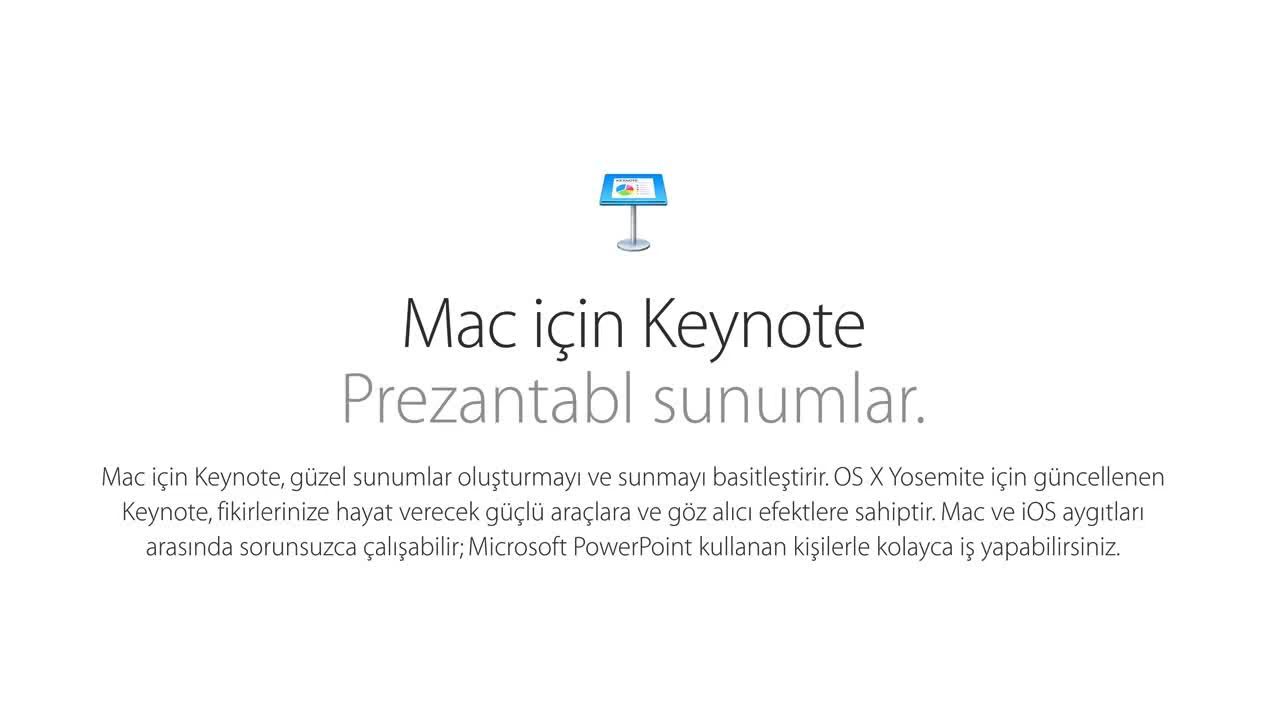 KEYNOTE
Mac için Keynote
Prezantabl sunumlar.
Mac için Keynote, güzel sunumlar oluşturmayı ve sunmayı basitleştirir. OS X Yosemite için güncellenen
Keynote, fikirlerinize hayat verecek güçlü araçlara ve göz alıcı efektlere sahiptir. Mac ve iOS aygıtları
arasında sorunsuzca çalışabilir; Microsoft PowerPoint kullanan kişilerle kolayca iş yapabilirsiniz.